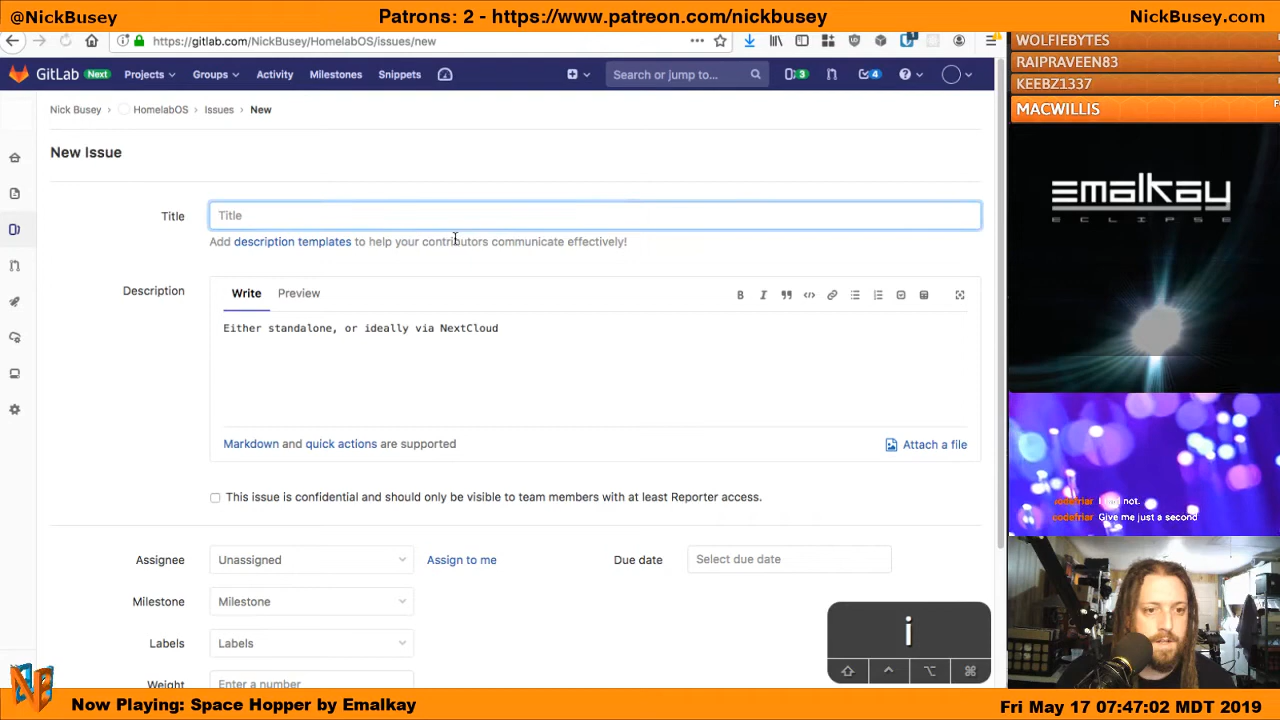 @NickBusey
Patrons: 2 - https://www.patreon.com/nickbusey
NickBusey.com
https://gitlab.com/NickBusey/HomelabOS/issues/new
WOLFIEBYTES
RAIPRAVEEN83
KEEBZ1337
MACWILLIS
GitLab Next Projects Groups Activity Milestones Snippets Search or jump to... 3 4
Nick Busey > HomelabOS > Issues > New
New Issue
Title Title
Add description templates to help your contributors communicate effectively!
Description Write Preview
Either standalone, or ideally via NextCloud
Markdown and quick actions are supported Attach a file
This issue is confidential and should only be visible to team members with at least Reporter access.
Assignee Unassigned Assign to me Due date Select due date
Milestone Milestone
Labels Labels
Weight Enter a number
i
EMALKAY
ECLIPSE
not.
codefriar Give me just a second
NB
Now Playing: Space Hopper by Emalkay
Fri May 17 07:47:02 MDT 2019